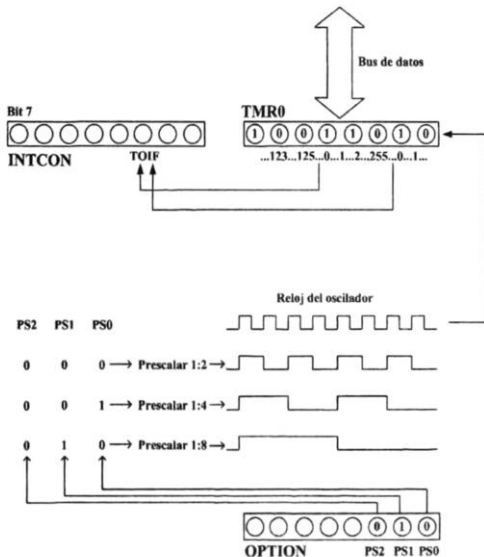 Bus de datos
Bit 7
TMR0
1 0 0 1 1 0 1 0
INTCON
TOIF
...123...125...0...1...2...255...0...1...
Reloj del oscilador
PS2 PS1 PS0
0 0 0 Prescalar 1:2
0 0 1 Prescalar 1:4
0 1 0 Prescalar 1:8
0 1 0
OPTION
PS2 PS1 PS0